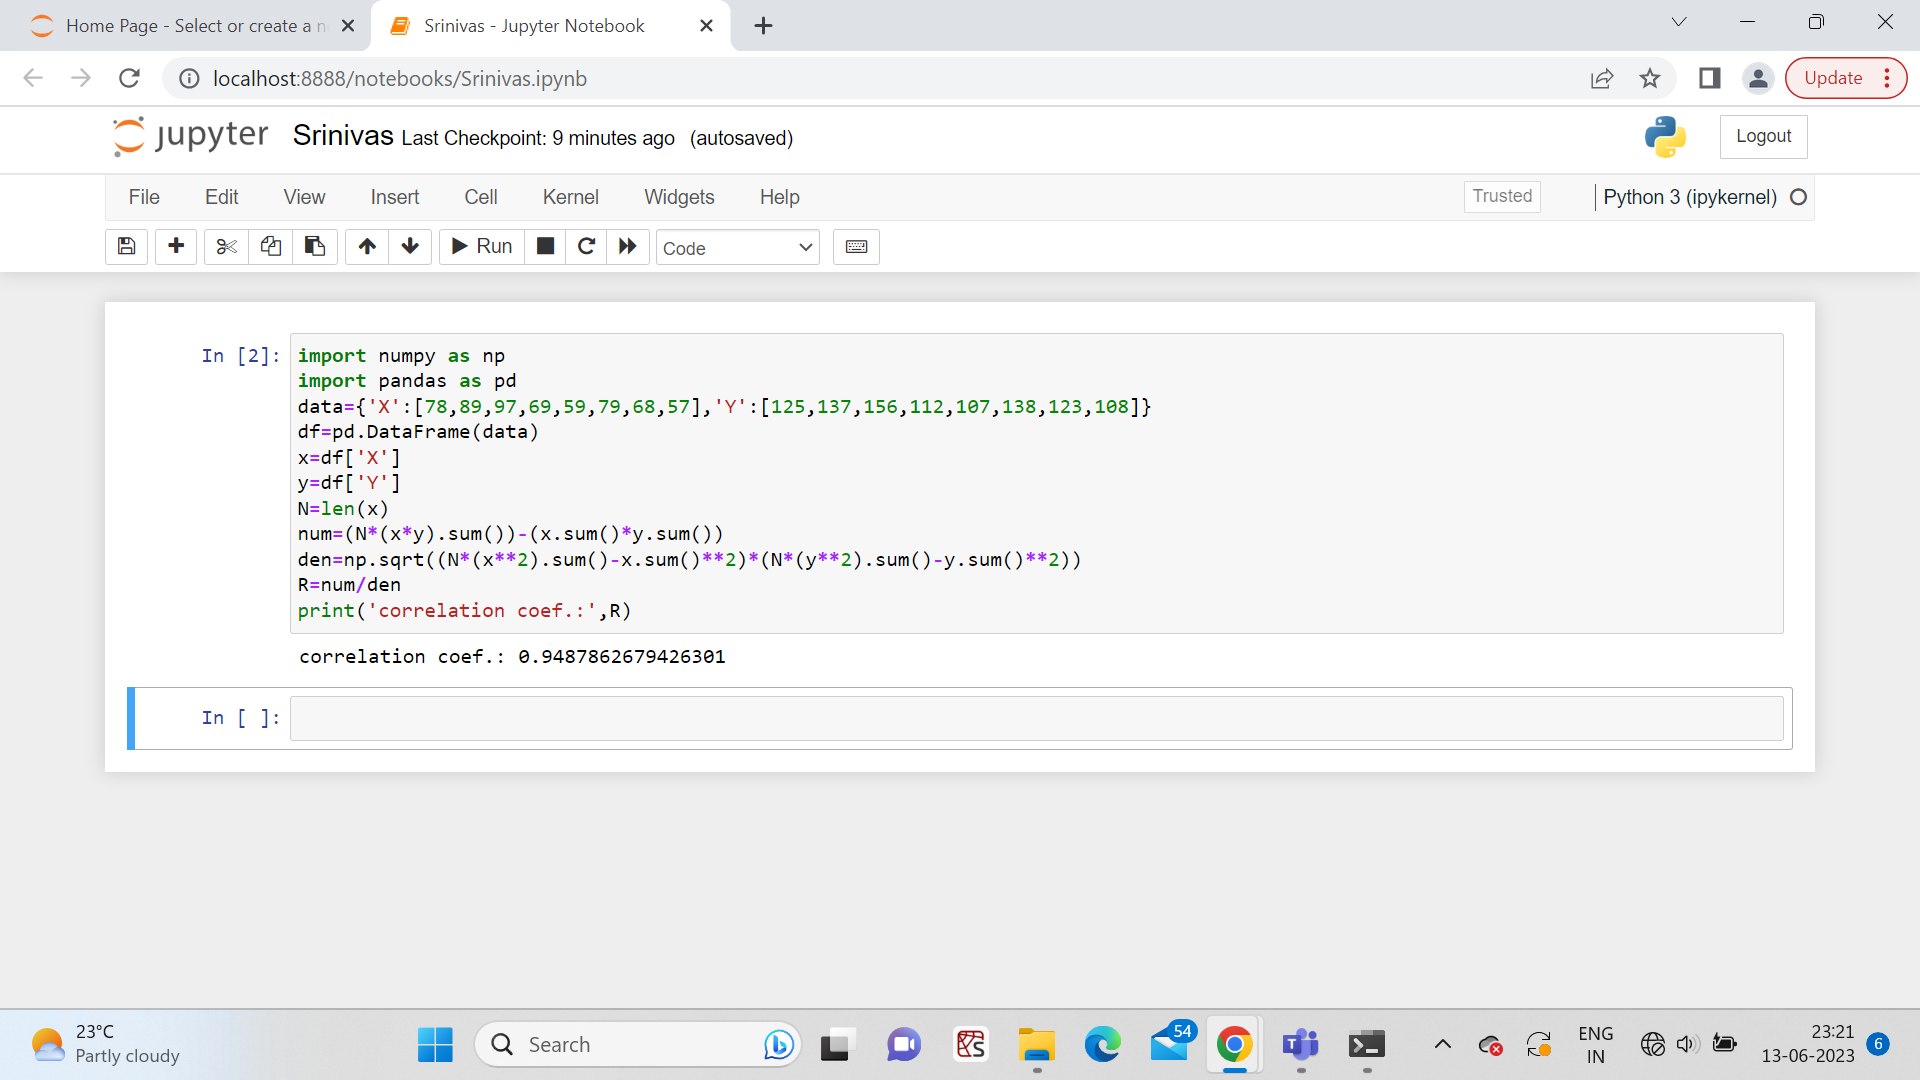 Home Page - Select or create a n
Srinivas - Jupyter Notebook
localhost:8888/notebooks/Srinivas.ipynb
Update
jupyter Srinivas Last Checkpoint: 9 minutes ago (autosaved)
Logout
File Edit View Insert Cell Kernel Widgets Help
Trusted
Python 3 (ipykernel)
Run
Code
In [2]:
import numpy as np
import pandas as pd
data={'X':[78,89,97,69,59,79,68,57],'Y':[125,137,156,112,107,138,123,108]}
df=pd.DataFrame(data)
x=df['X']
y=df['Y']
N=len(x)
num=(N*(x*y).sum())-(x.sum()*y.sum())
den=np.sqrt((N*(x**2).sum()-x.sum()**2)*(N*(y**2).sum()-y.sum()**2))
R=num/den
print('correlation coef.:',R)
correlation coef.: 0.9487862679426301
In [ ]:
23°C
Partly cloudy
Search
54
ENG
IN
23:21
13-06-2023
6